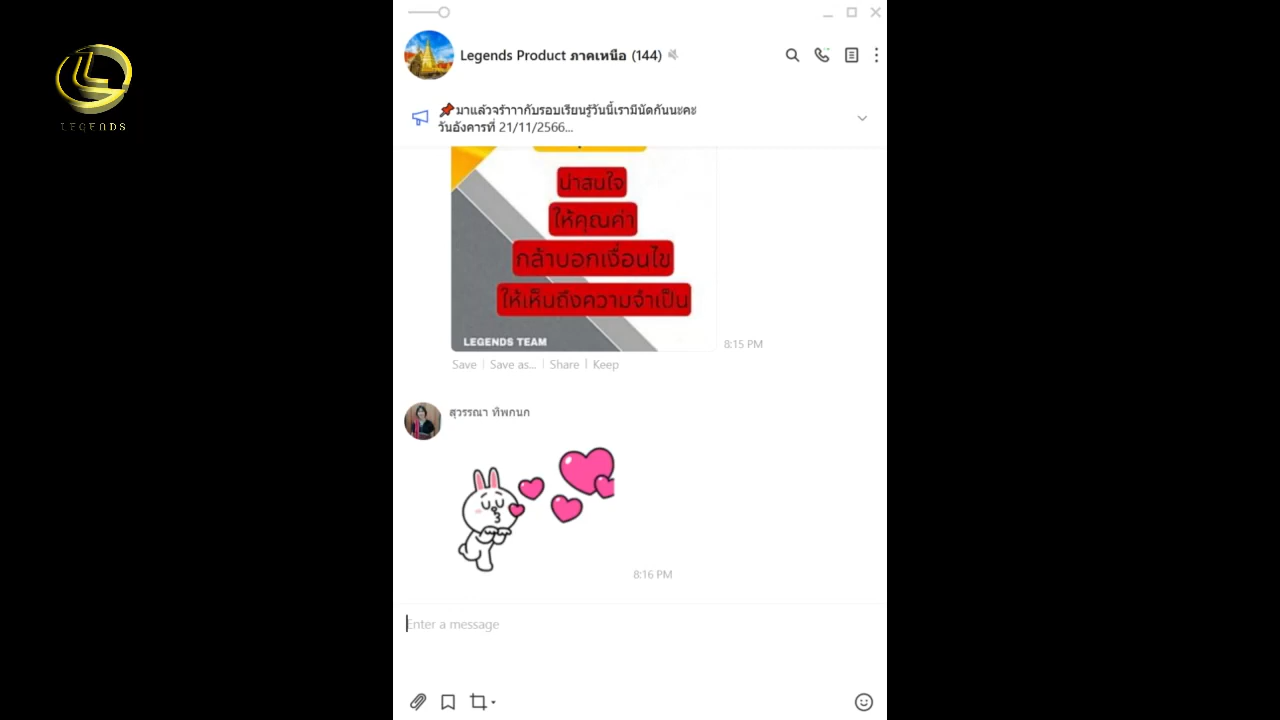 LEGENDS
Legends Product ภาคเหนือ (144)
📌มาแล้วจร้าาากับรอบเรียนรู้วันนี้เรามีนัดกันนะคะ
วันอังคารที่ 21/11/2566...
น่าสนใจ
ให้คุณค่า
กล้าบอกเงื่อนไข
ให้เห็นถึงความจำเป็น
LEGENDS TEAM
8:15 PM
Save | Save as... | Share | Keep
สุวรรณา ทิพกนก
8:16 PM
Enter a message